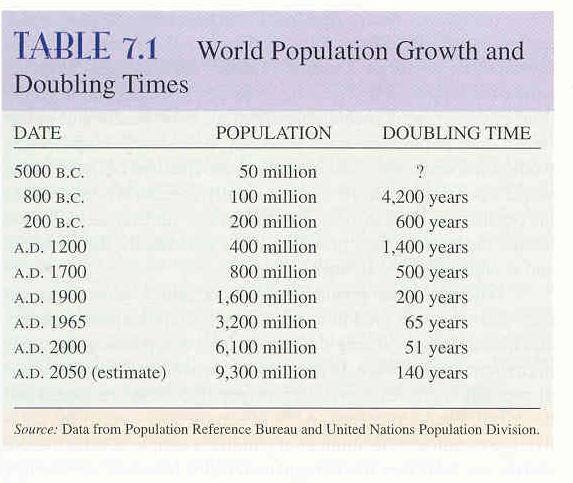 TABLE 7.1 World Population Growth and
Doubling Times
DATE POPULATION DOUBLING TIME
5000 B.C. 50 million ?
800 B.C. 100 million 4,200 years
200 B.C. 200 million 600 years
A.D. 1200 400 million 1,400 years
A.D. 1700 800 million 500 years
A.D. 1900 1,600 million 200 years
A.D. 1965 3,200 million 65 years
A.D. 2000 6,100 million 51 years
A.D. 2050 (estimate) 9,300 million 140 years
Source: Data from Population Reference Bureau and United Nations Population Division.